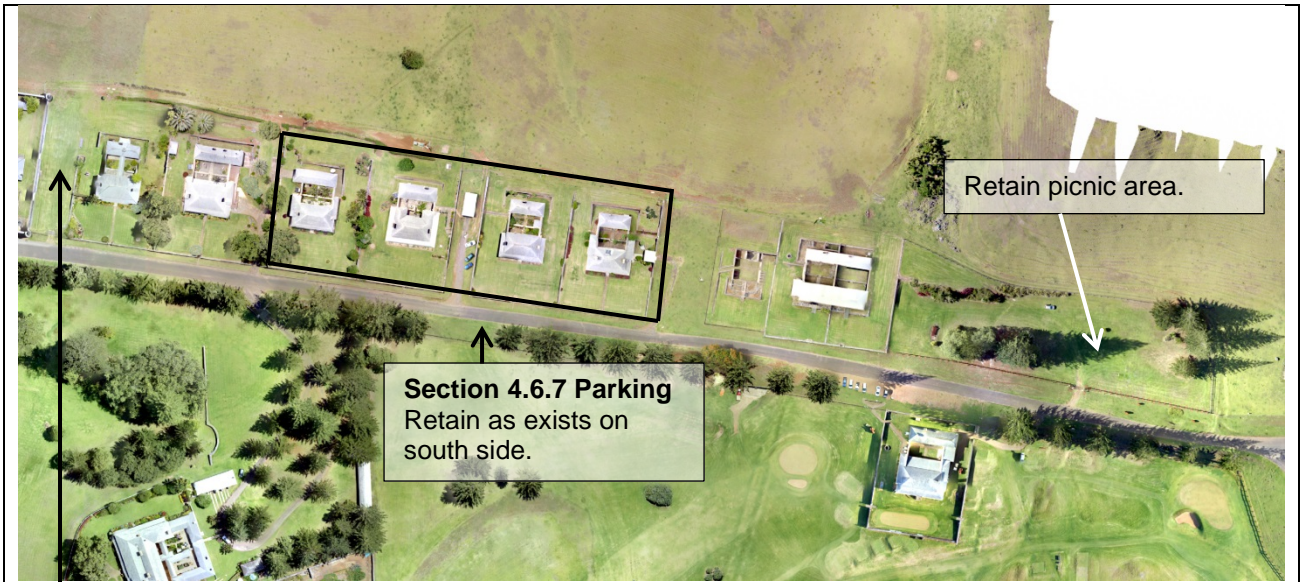 Retain picnic area.
Section 4.6.7 Parking
Retain as exists on
south side.